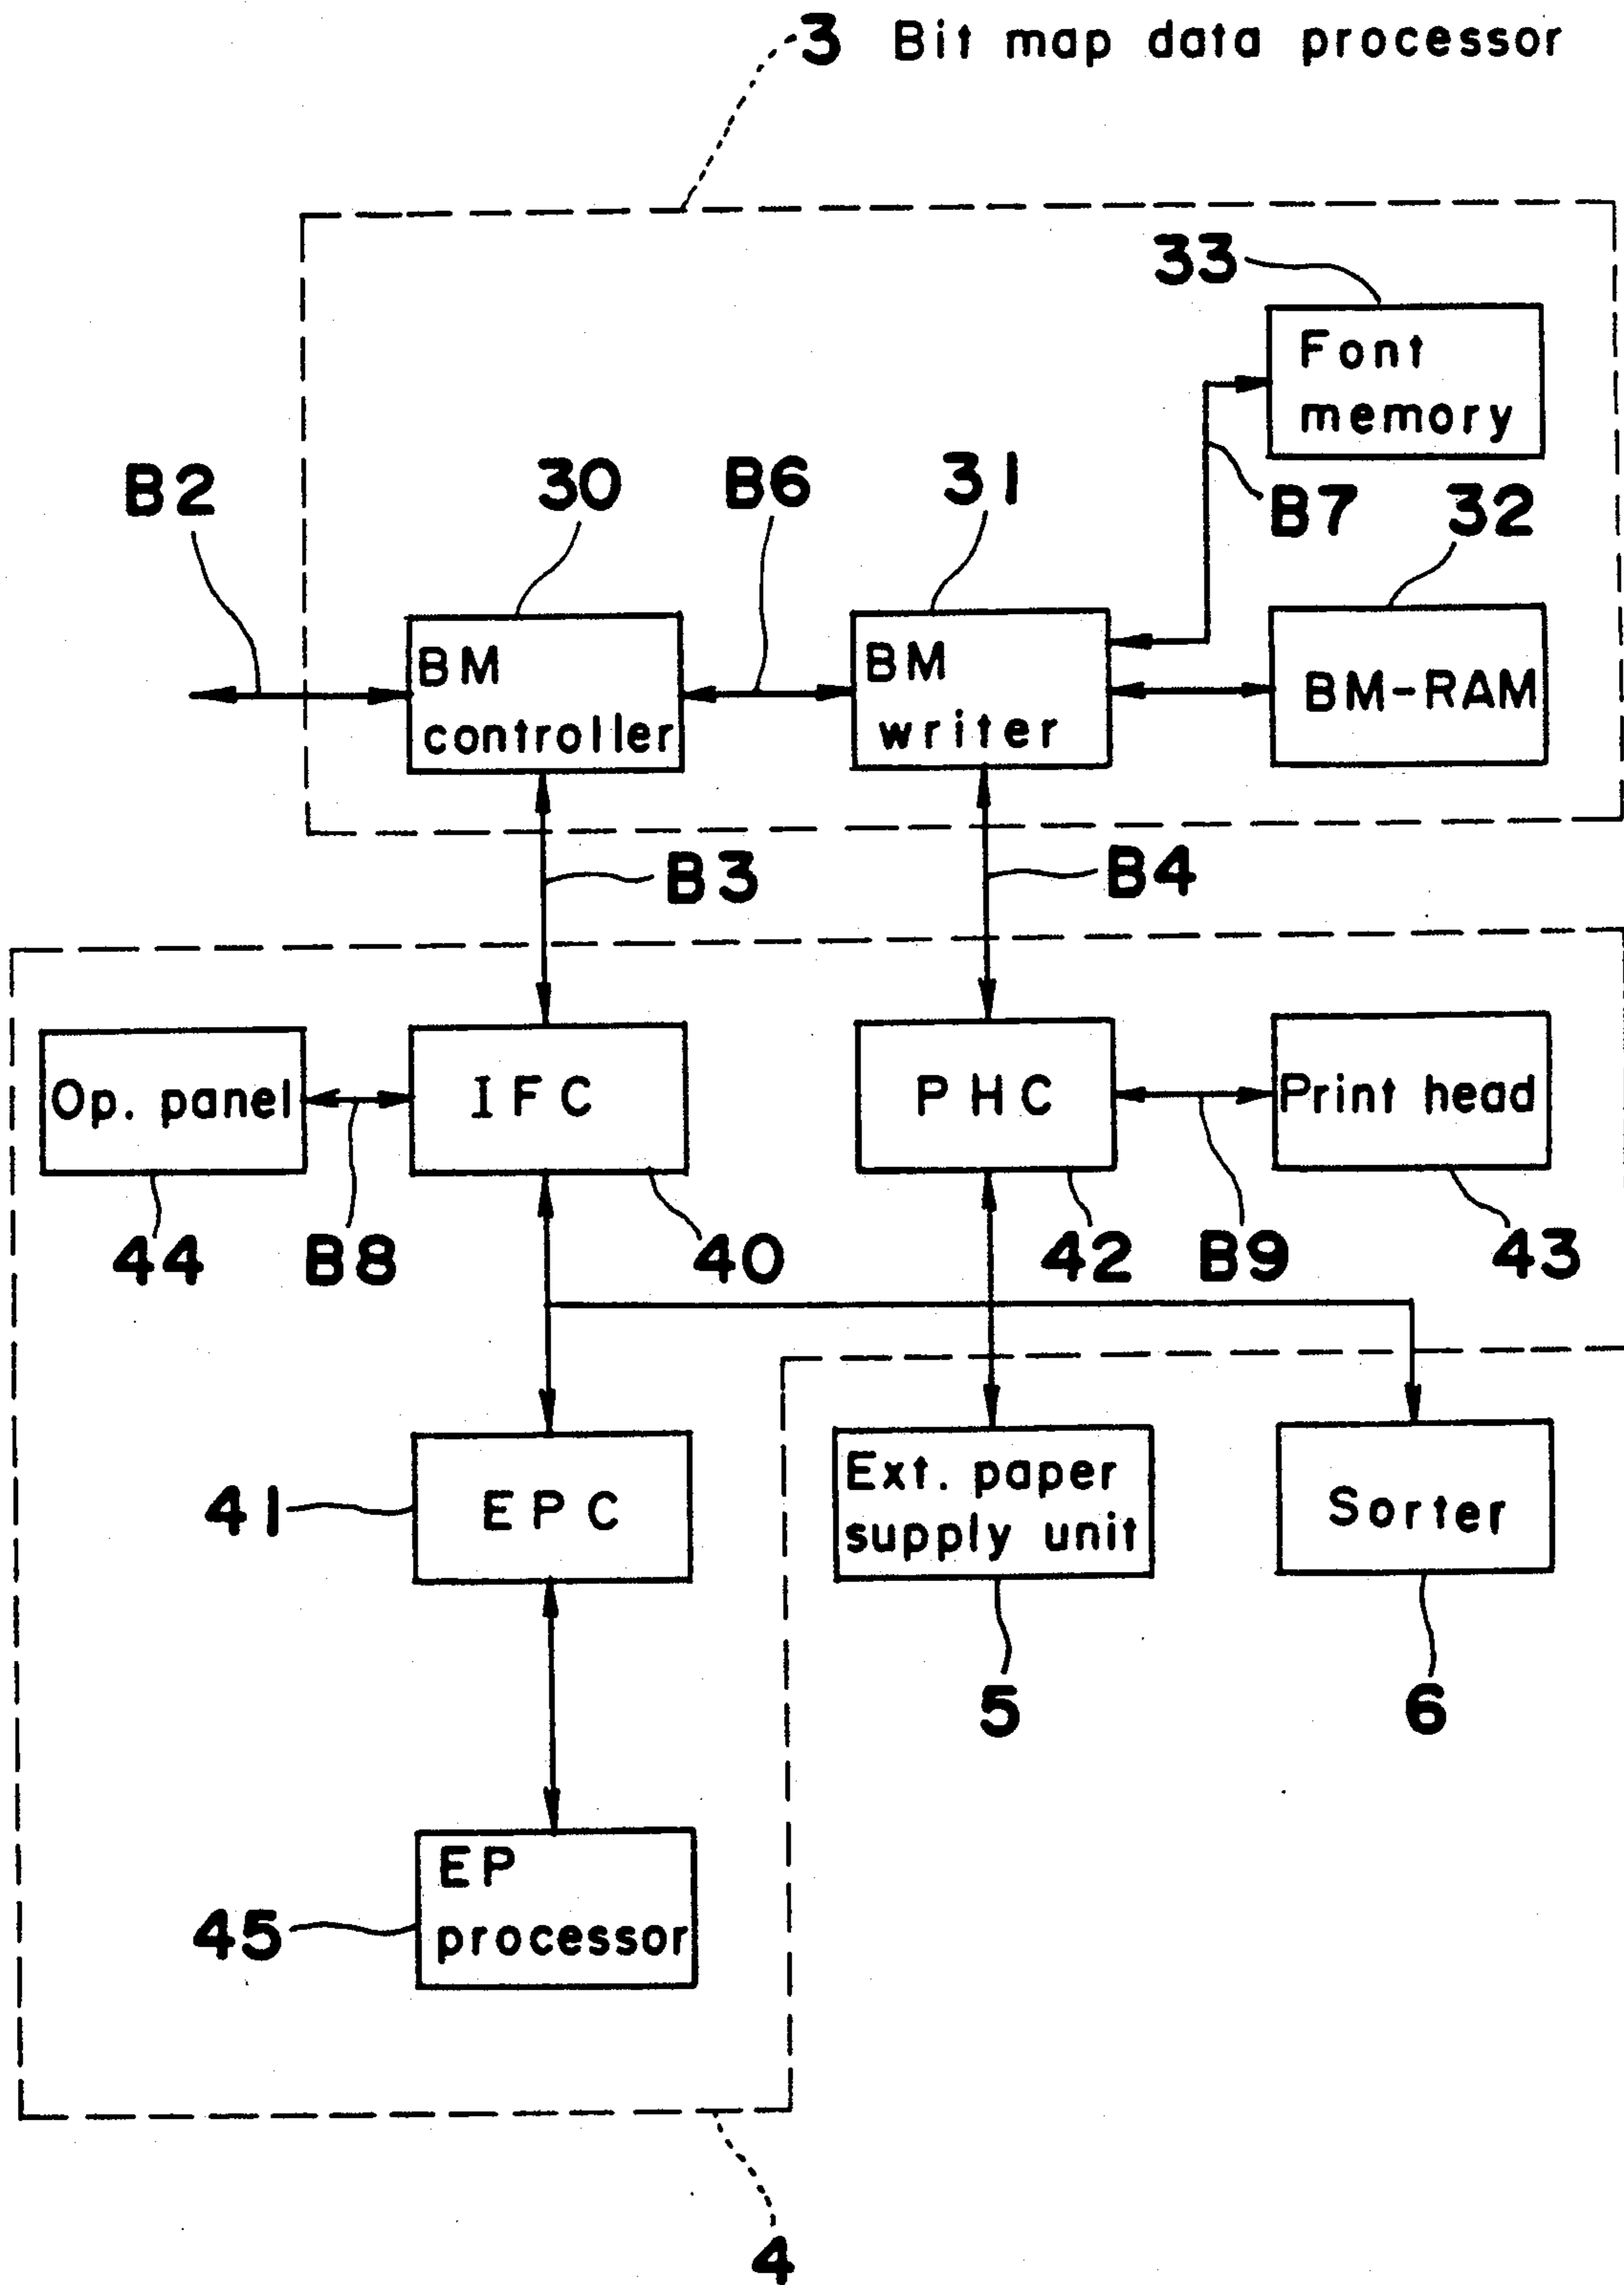 3 Bit map data processor
33
Font
memory
B2
30
B6
31
B7
32
BM
controller
BM
writer
BM-RAM
B3
B4
Op. panel
IFC
PHC
Print head
44
B8
40
42
B9
43
41
EPC
Ext. paper
supply unit
Sorter
5
6
EP
processor
45
4